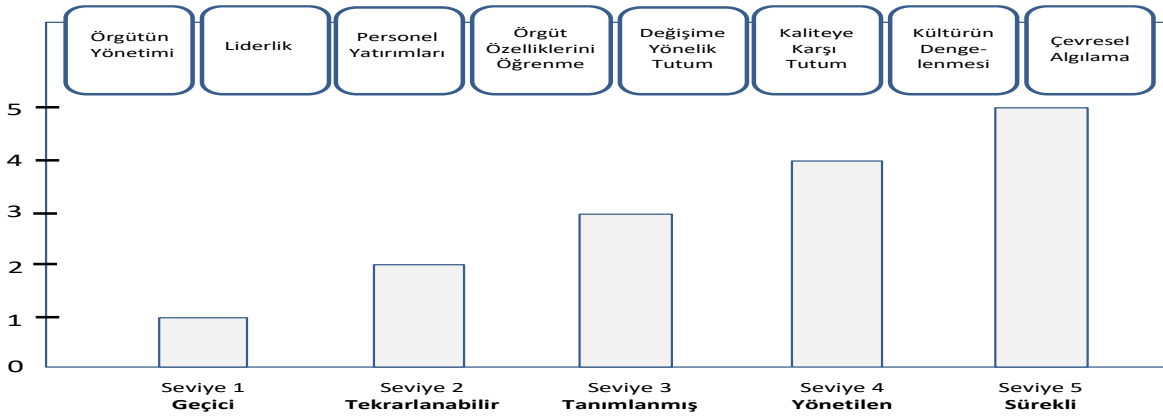 Örgütün
Yönetimi
Liderlik
Personel
Yatırımları
Örgüt
Özelliklerini
Öğrenme
Değişime
Yönelik
Tutum
Kaliteye
Karşı
Tutum
Kültürün
Denge-
lenmesi
Çevresel
Algılama
5
4
3
2
1
0
Seviye 1
Geçici
Seviye 2
Tekrarlanabilir
Seviye 3
Tanımlanmış
Seviye 4
Yönetilen
Seviye 5
Sürekli